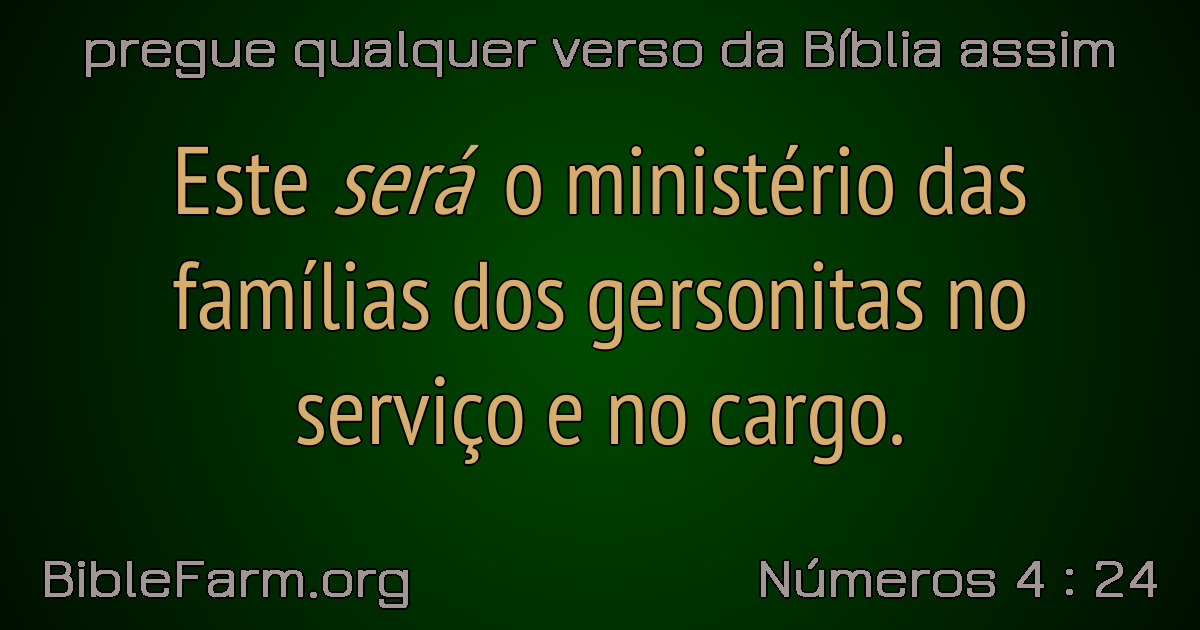 pregue qualquer verso da Bíblia assim
Este será o ministério das
famílias dos gersonitas no
serviço e no cargo.
BibleFarm.org
Números 4 : 24